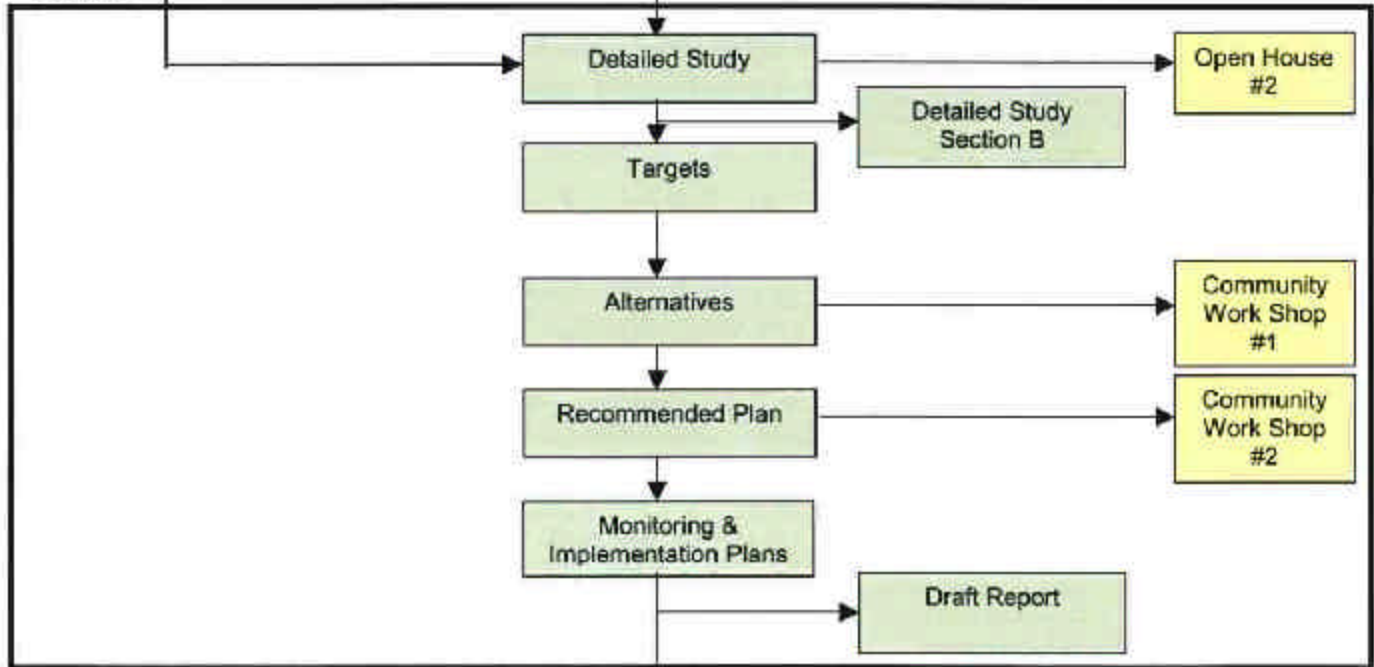 Detailed Study
Open House
#2
Detailed Study
Section B
Targets
Alternatives
Community
Work Shop
#1
Recommended Plan
Community
Work Shop
#2
Monitoring &
Implementation Plans
Draft Report